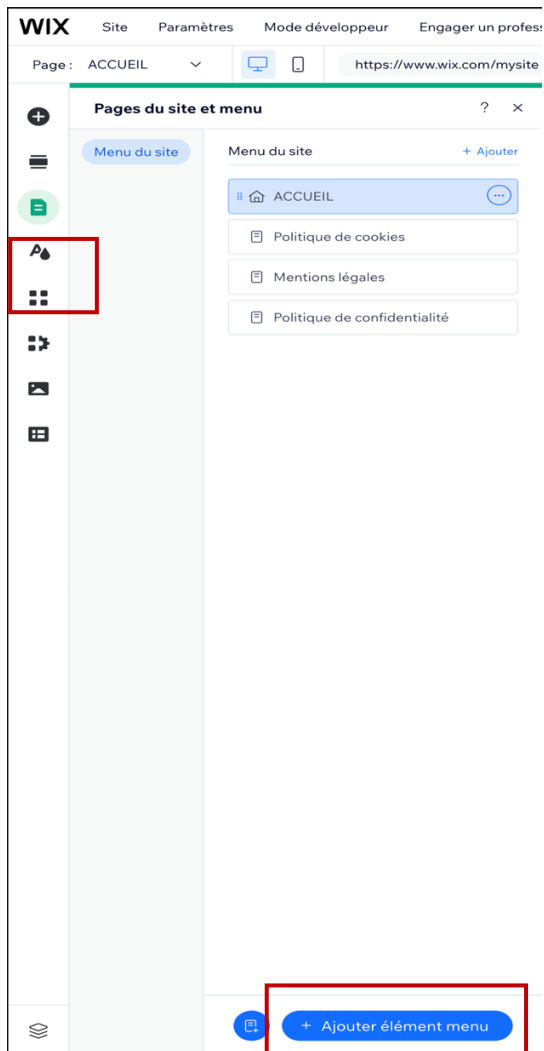 WIX Site Paramètres Mode développeur Engager un profess
Page : ACCUEIL https://www.wix.com/mysite
Pages du site et menu ? ×
Menu du site
Menu du site + Ajouter
ACCUEIL
Politique de cookies
Mentions légales
Politique de confidentialité
+ Ajouter élément menu